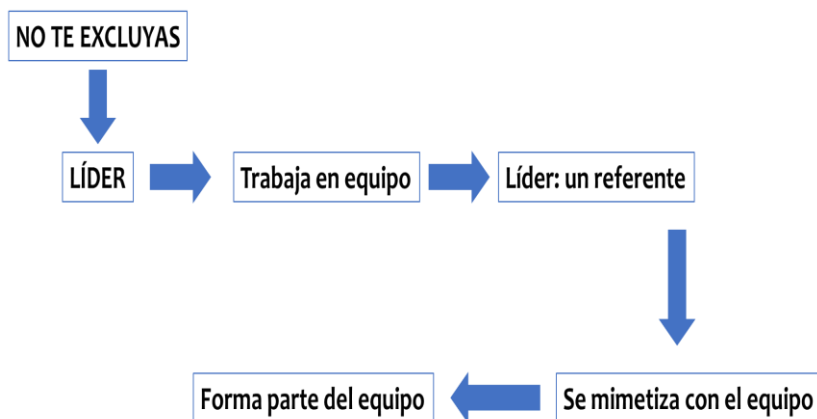 NO TE EXCLUYAS
LÍDER
Trabaja en equipo
Líder: un referente
Se mimetiza con el equipo
Forma parte del equipo